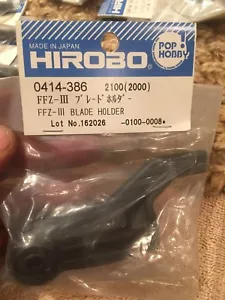 MADE IN JAPAN
HIROBO
POP
HOBBY
0414-386 2100(2000)
FFZ-III ブレードホルダー
FFZ-III BLADE HOLDER
Lot No.162026 -0100-0008*